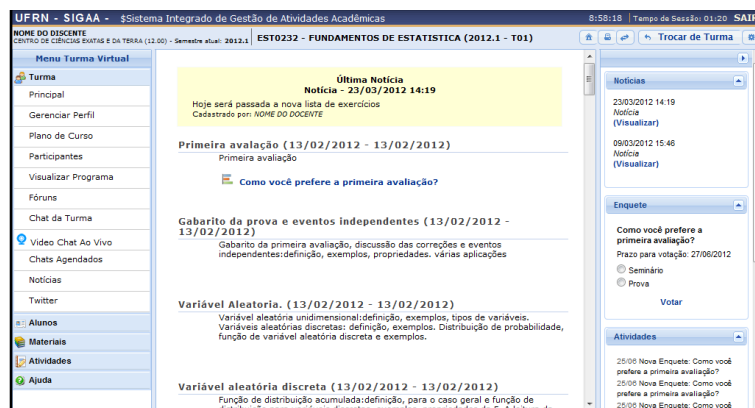 UFRN - SIGAA - $Sistema Integrado de Gestão de Atividades Acadêmicas
8:58:18 | Tempo de Sessão: 01:20 SAIR
NOME DO DISCENTE
CENTRO DE CIÊNCIAS EXATAS E DA TERRA (12.00) - Semestre atual: 2012.1
EST0232 - FUNDAMENTOS DE ESTATISTICA (2012.1 - T01)
Trocar de Turma
Menu Turma Virtual
Turma
Principal
Gerenciar Perfil
Plano de Curso
Participantes
Visualizar Programa
Fóruns
Chat da Turma
Video Chat Ao Vivo
Chats Agendados
Notícias
Twitter
Alunos
Materiais
Atividades
Ajuda
Última Notícia
Notícia - 23/03/2012 14:19
Hoje será passada a nova lista de exercícios
Cadastrado por: NOME DO DOCENTE
Primeira avalação (13/02/2012 - 13/02/2012)
Primeira avaliação
Como você prefere a primeira avaliação?
Gabarito da prova e eventos independentes (13/02/2012 -
13/02/2012)
Gabarito da primeira avaliação, discussão das correções e eventos
independentes:definição, exemplos, propriedades. várias aplicações
Variável Aleatoria. (13/02/2012 - 13/02/2012)
Variável aleatória unidimensional:definição, exemplos, tipos de variáveis.
Variáveis aleatórias discretas: definição, exemplos. Distribuição de probabilidade,
função de variável aleatória discreta e exemplos.
Variável aleatória discreta (13/02/2012 - 13/02/2012)
Função de distribuição acumulada:definição, para o caso geral e função de
Notícias
23/03/2012 14:19
Notícia
(Visualizar)
09/03/2012 15:46
Notícia
(Visualizar)
Enquete
Como você prefere a
primeira avaliação?
Prazo para votação: 27/06/2012
Seminário
Prova
Votar
Atividades
25/06 Nova Enquete: Como você
prefere a primeira avaliação?
25/06 Nova Enquete: Como você
prefere a primeira avaliação?
25/06 Nova Enquete: Como você